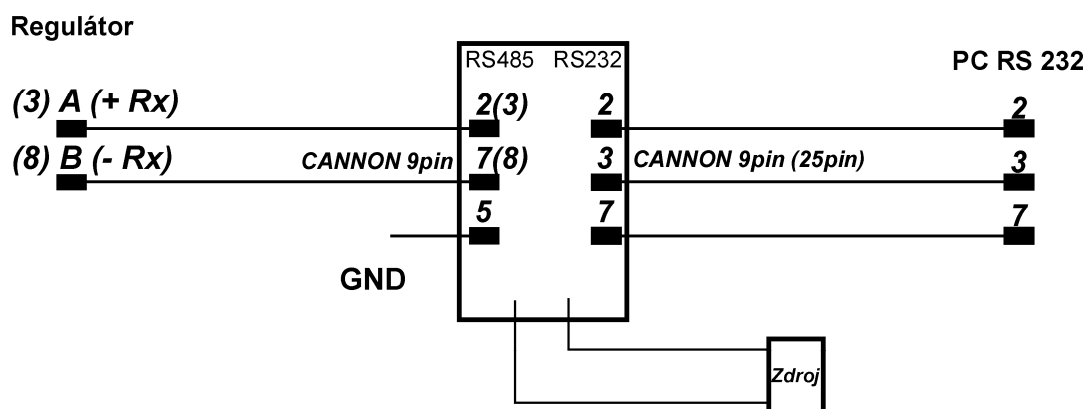 Regulátor
RS485 RS232
PC RS 232
(3) A (+ Rx)
2(3)
2
2
(8) B (- Rx)
CANNON 9pin
7(8)
3
CANNON 9pin (25pin)
3
5
7
7
GND
Zdroj